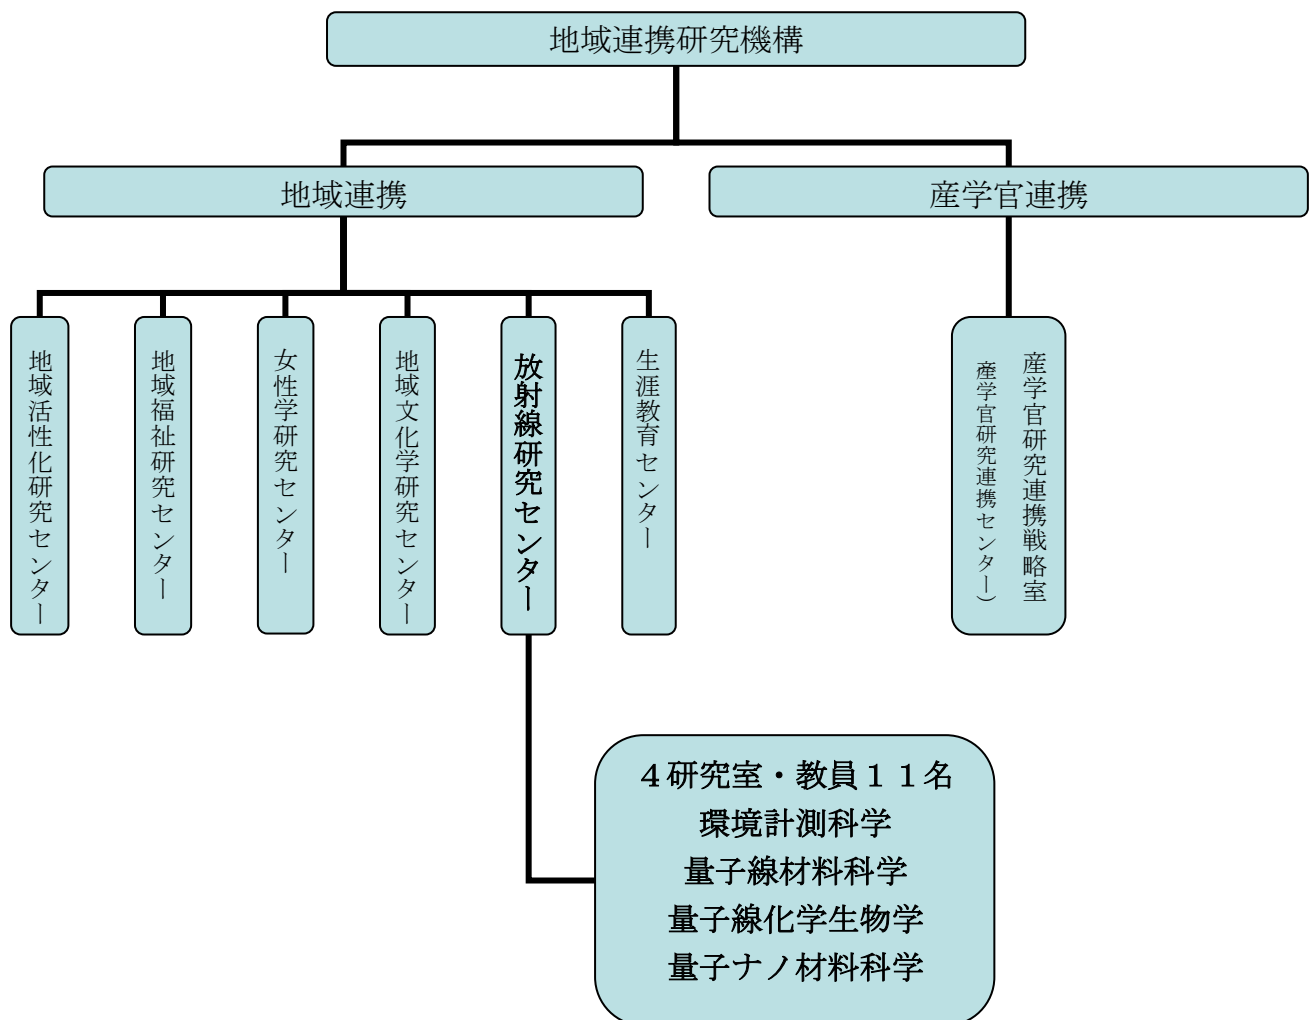 地域連携研究機構
地域連携
産学官連携
地域活性化研究センター
地域福祉研究センター
女性学研究センター
地域文化学研究センター
放射線研究センター
生涯教育センター
産学官研究連携戦略室
（産学官研究連携センター）
４研究室・教員１１名
環境計測科学
量子線材料科学
量子線化学生物学
量子ナノ材料科学